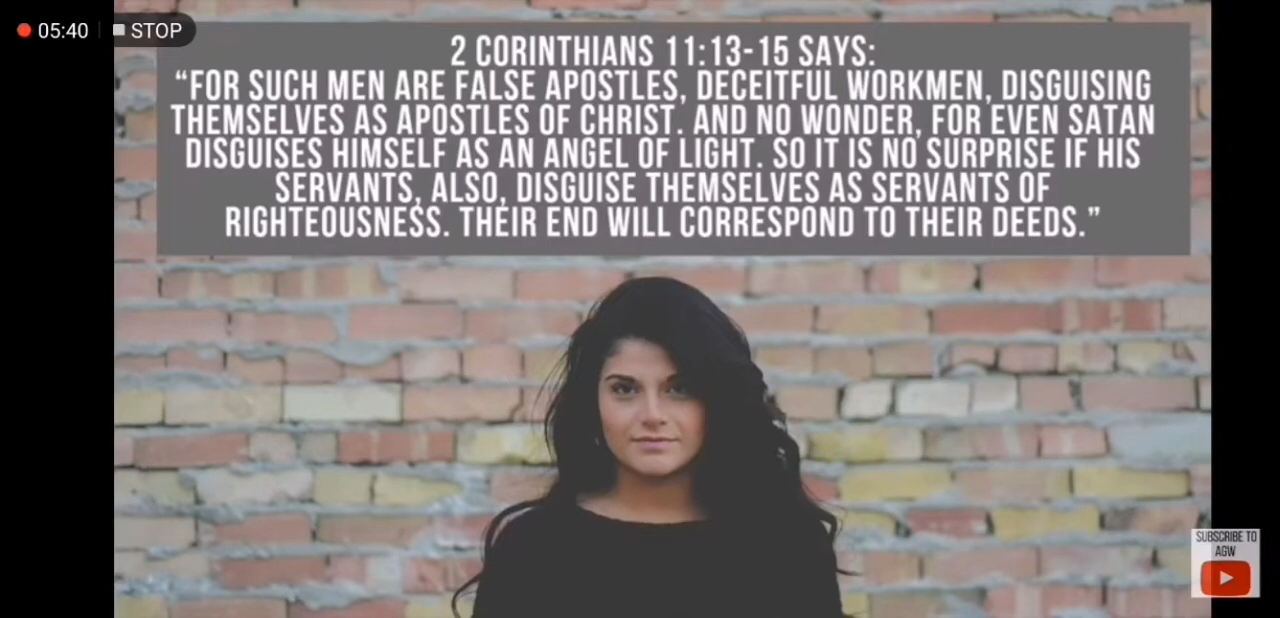 05:40
STOP
2 CORINTHIANS 11:13-15 SAYS:
“FOR SUCH MEN ARE FALSE APOSTLES, DECEITFUL WORKMEN, DISGUISING
THEMSELVES AS APOSTLES OF CHRIST. AND NO WONDER, FOR EVEN SATAN
DISGUISES HIMSELF AS AN ANGEL OF LIGHT. SO IT IS NO SURPRISE IF HIS
SERVANTS, ALSO, DISGUISE THEMSELVES AS SERVANTS OF
RIGHTEOUSNESS. THEIR END WILL CORRESPOND TO THEIR DEEDS.”
SUBSCRIBE TO
AGW